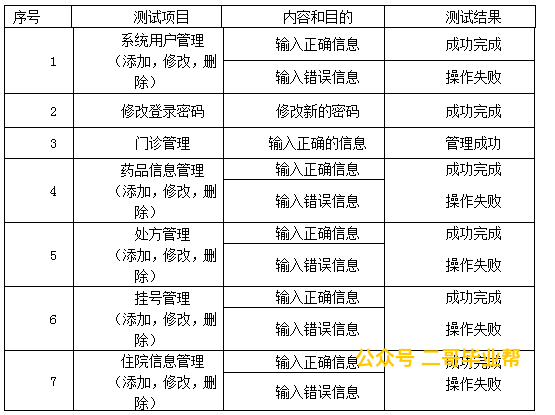 序号 测试项目 内容和目的 测试结果
1 系统用户管理 输入正确信息 成功完成
（添加，修改，删
除） 输入错误信息 操作失败
2 修改登录密码 修改新的密码 成功完成
3 门诊管理 输入正确的信息 管理成功
药品信息管理 输入正确信息 成功完成
4 （添加，修改，删 输入错误信息 操作失败
除）
处方管理 输入正确信息 成功完成
5 （添加，修改，删 输入错误信息 操作失败
除）
挂号管理 输入正确信息 成功完成
6 （添加，修改，删 输入错误信息 操作失败
除）
住院信息管理 输入正确信息 成功完成
公众号 二哥毕业帮
7 （添加，修改，删 输入错误信息 操作失败
除）